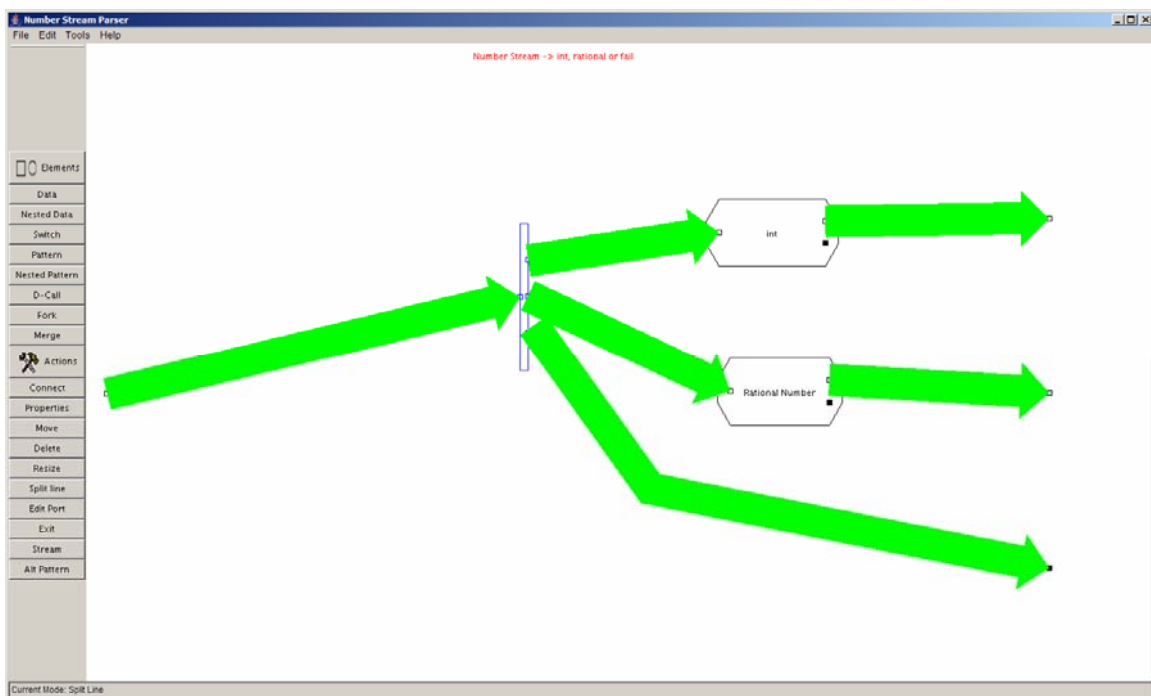 Number Stream Parser
File Edit Tools Help
Number Stream -> int, rational or fail
Elements
Data
Nested Data
Switch
Pattern
Nested Pattern
D-Call
Fork
Merge
Actions
Connect
Properties
Move
Delete
Resize
Split line
Edit Port
Exit
Stream
Alt Pattern
int
Rational Number
Current Mode: Split Line